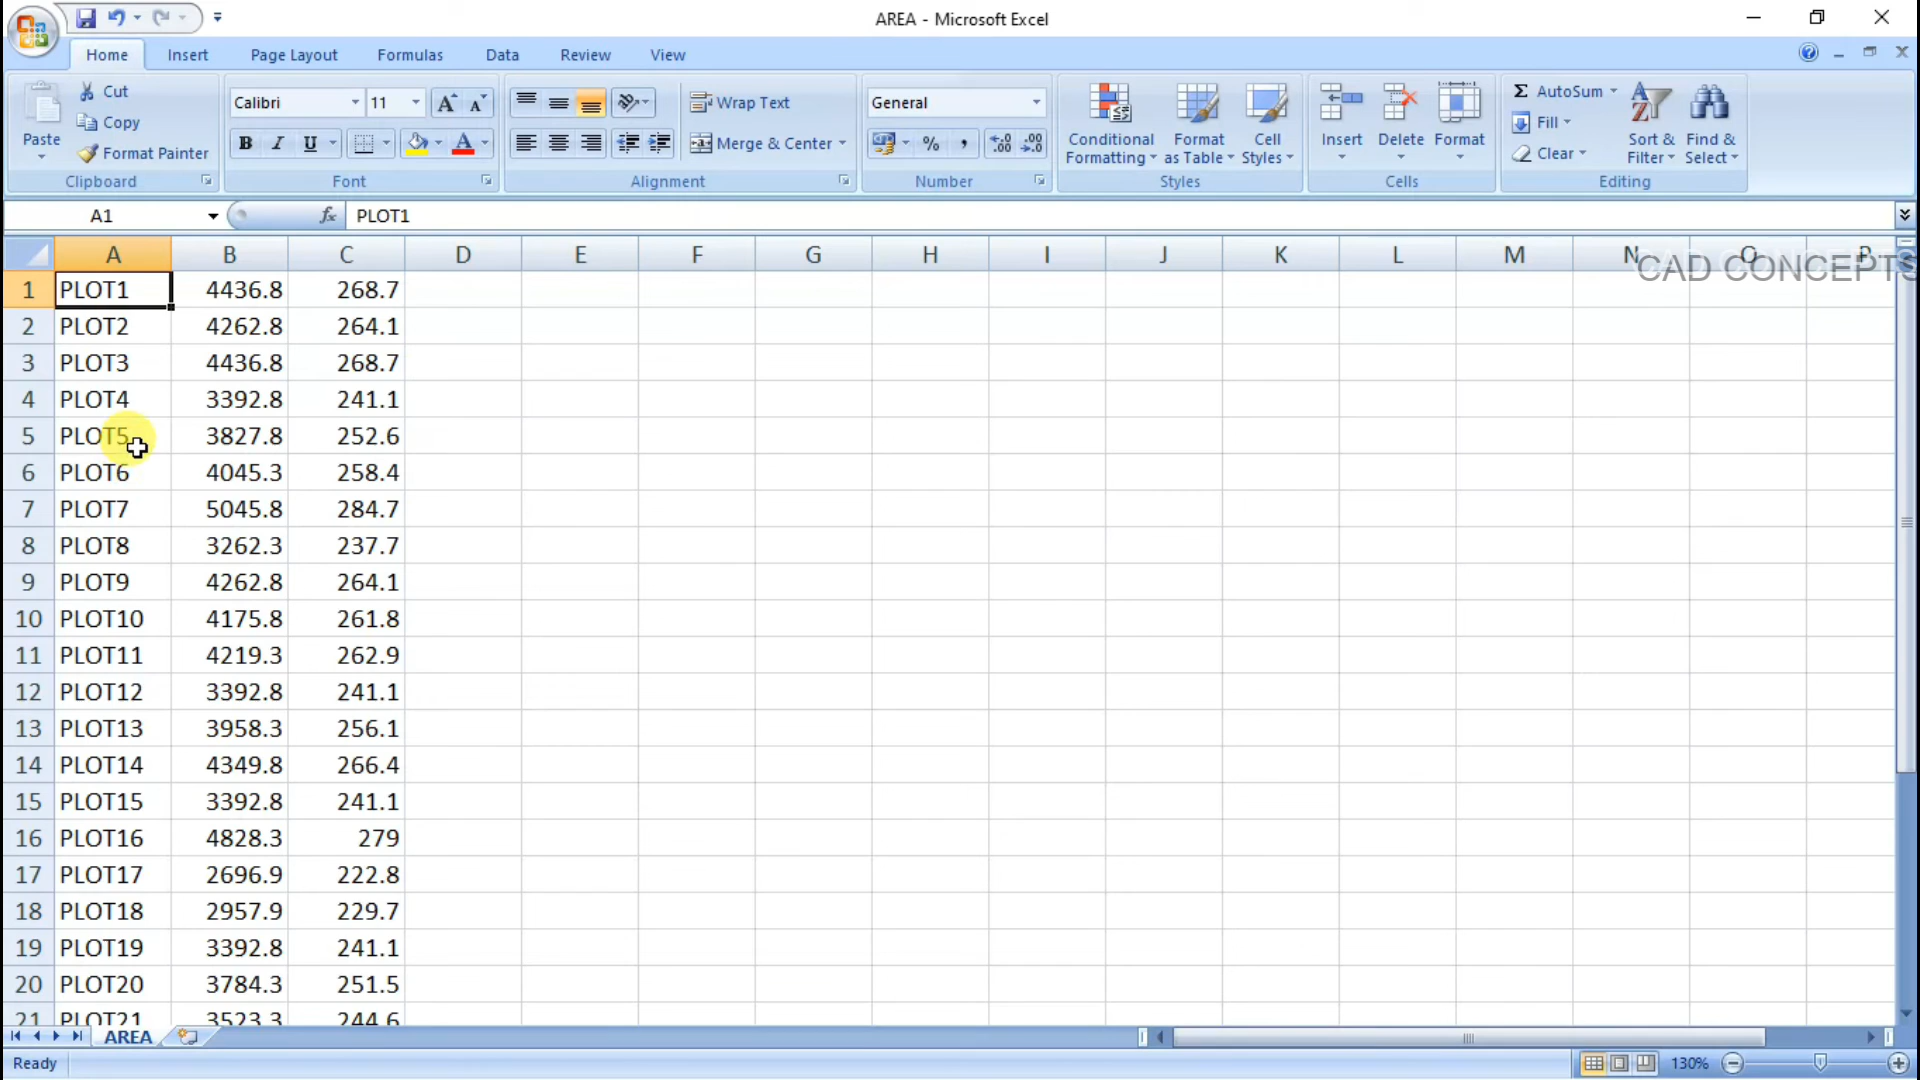 AREA - Microsoft Excel
Home Insert Page Layout Formulas Data Review View
Paste
Cut
Copy
Format Painter
Clipboard
Calibri 11
B I U
Font
Wrap Text
Merge & Center
Alignment
General
Number
Conditional Formatting
Format as Table
Cell Styles
Styles
Insert Delete Format
Cells
AutoSum
Fill
Clear
Sort & Filter
Find & Select
Editing
A1 fx PLOT1
A B C D E F G H I J K L M N O P
CAD CONCEPTS
1 PLOT1 4436.8 268.7
2 PLOT2 4262.8 264.1
3 PLOT3 4436.8 268.7
4 PLOT4 3392.8 241.1
5 PLOT5 3827.8 252.6
6 PLOT6 4045.3 258.4
7 PLOT7 5045.8 284.7
8 PLOT8 3262.3 237.7
9 PLOT9 4262.8 264.1
10 PLOT10 4175.8 261.8
11 PLOT11 4219.3 262.9
12 PLOT12 3392.8 241.1
13 PLOT13 3958.3 256.1
14 PLOT14 4349.8 266.4
15 PLOT15 3392.8 241.1
16 PLOT16 4828.3 279
17 PLOT17 2696.9 222.8
18 PLOT18 2957.9 229.7
19 PLOT19 3392.8 241.1
20 PLOT20 3784.3 251.5
21 PLOT21 3523.3 244.6
AREA
Ready 130%